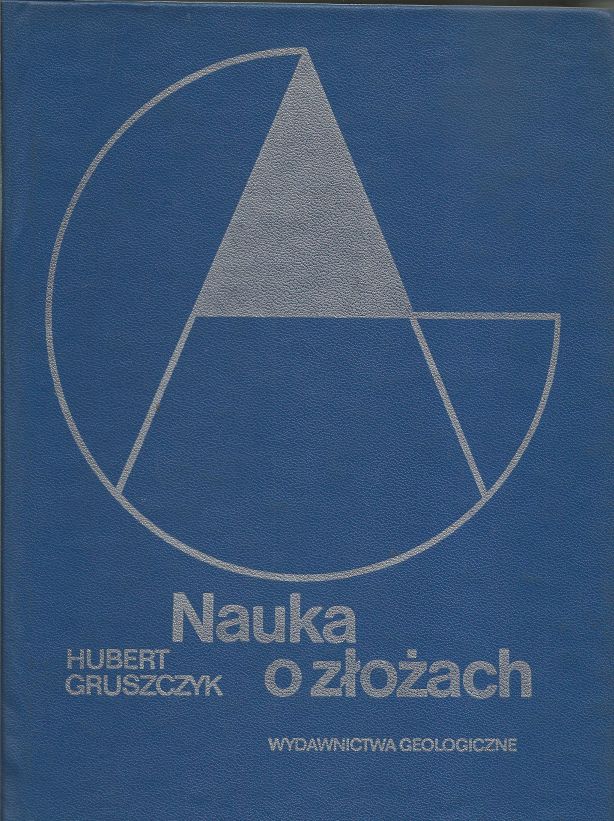 Nauka
o złożach
HUBERT
GRUSZCZYK
WYDAWNICTWA GEOLOGICZNE